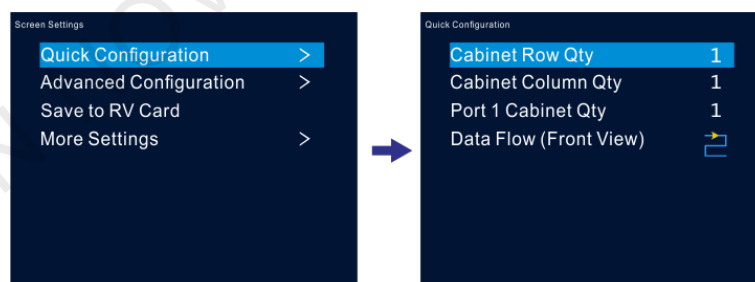 Screen Settings
Quick Configuration >
Advanced Configuration >
Save to RV Card
More Settings >
Quick Configuration
Cabinet Row Qty 1
Cabinet Column Qty 1
Port 1 Cabinet Qty 1
Data Flow (Front View)